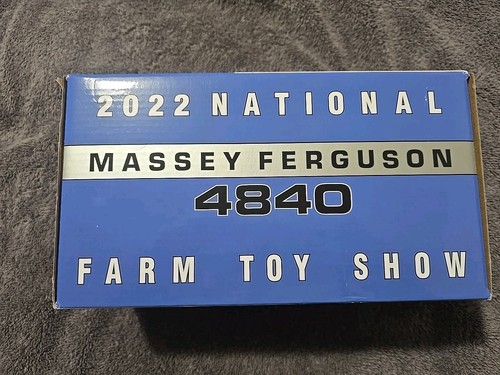 2022 NATIONAL
MASSEY FERGUSON
4840
FARM TOY SHOW